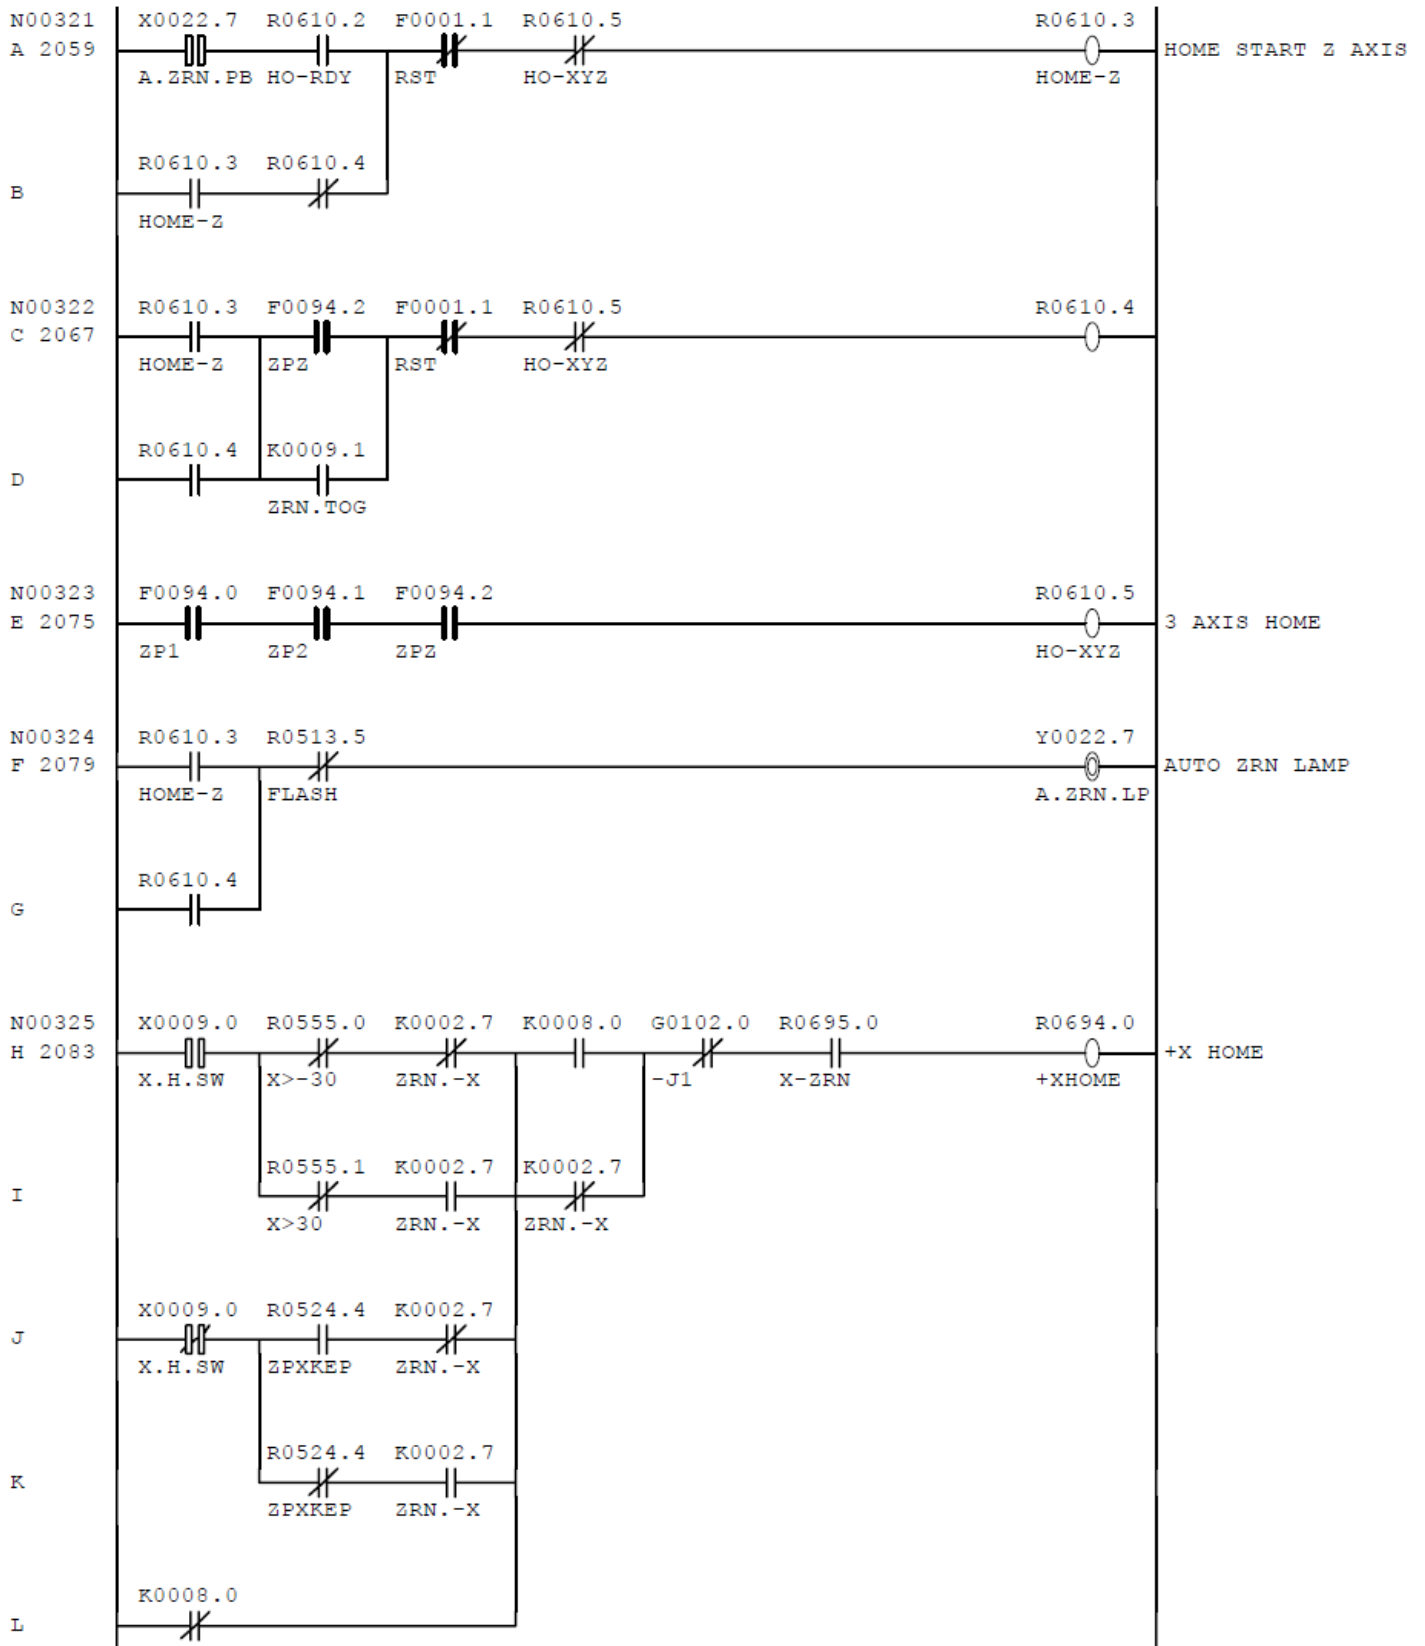 N00321 X0022.7 R0610.2 F0001.1 R0610.5 R0610.3
A 2059 HOME START Z AXIS
A.ZRN.PB HO-RDY RST HO-XYZ HOME-Z
R0610.3 R0610.4
B
HOME-Z
N00322 R0610.3 F0094.2 F0001.1 R0610.5 R0610.4
C 2067
HOME-Z ZPZ RST HO-XYZ
R0610.4 K0009.1
D
ZRN.TOG
N00323 F0094.0 F0094.1 F0094.2 R0610.5
E 2075 3 AXIS HOME
ZP1 ZP2 ZPZ HO-XYZ
N00324 R0610.3 R0513.5 Y0022.7
F 2079 AUTO ZRN LAMP
HOME-Z FLASH A.ZRN.LP
R0610.4
G
N00325 X0009.0 R0555.0 K0002.7 K0008.0 G0102.0 R0695.0 R0694.0
H 2083 +X HOME
X.H.SW X>-30 ZRN.-X -J1 X-ZRN +XHOME
R0555.1 K0002.7 K0002.7
I
X>30 ZRN.-X ZRN.-X
X0009.0 R0524.4 K0002.7
J
X.H.SW ZPXKEP ZRN.-X
R0524.4 K0002.7
K
ZPXKEP ZRN.-X
K0008.0
L